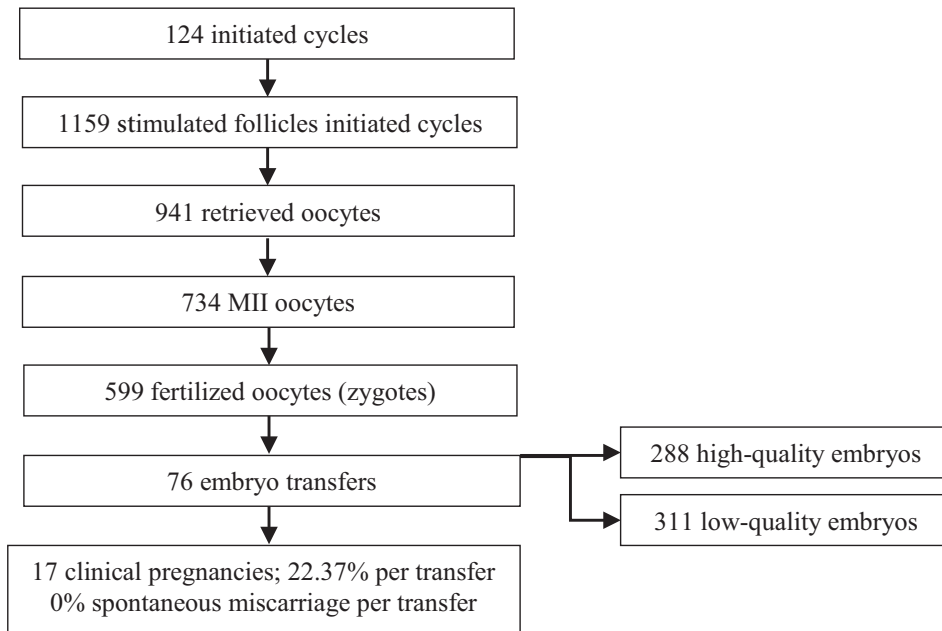 124 initiated cycles
1159 stimulated follicles initiated cycles
941 retrieved oocytes
734 MII oocytes
599 fertilized oocytes (zygotes)
76 embryo transfers
288 high-quality embryos
311 low-quality embryos
17 clinical pregnancies; 22.37% per transfer
0% spontaneous miscarriage per transfer